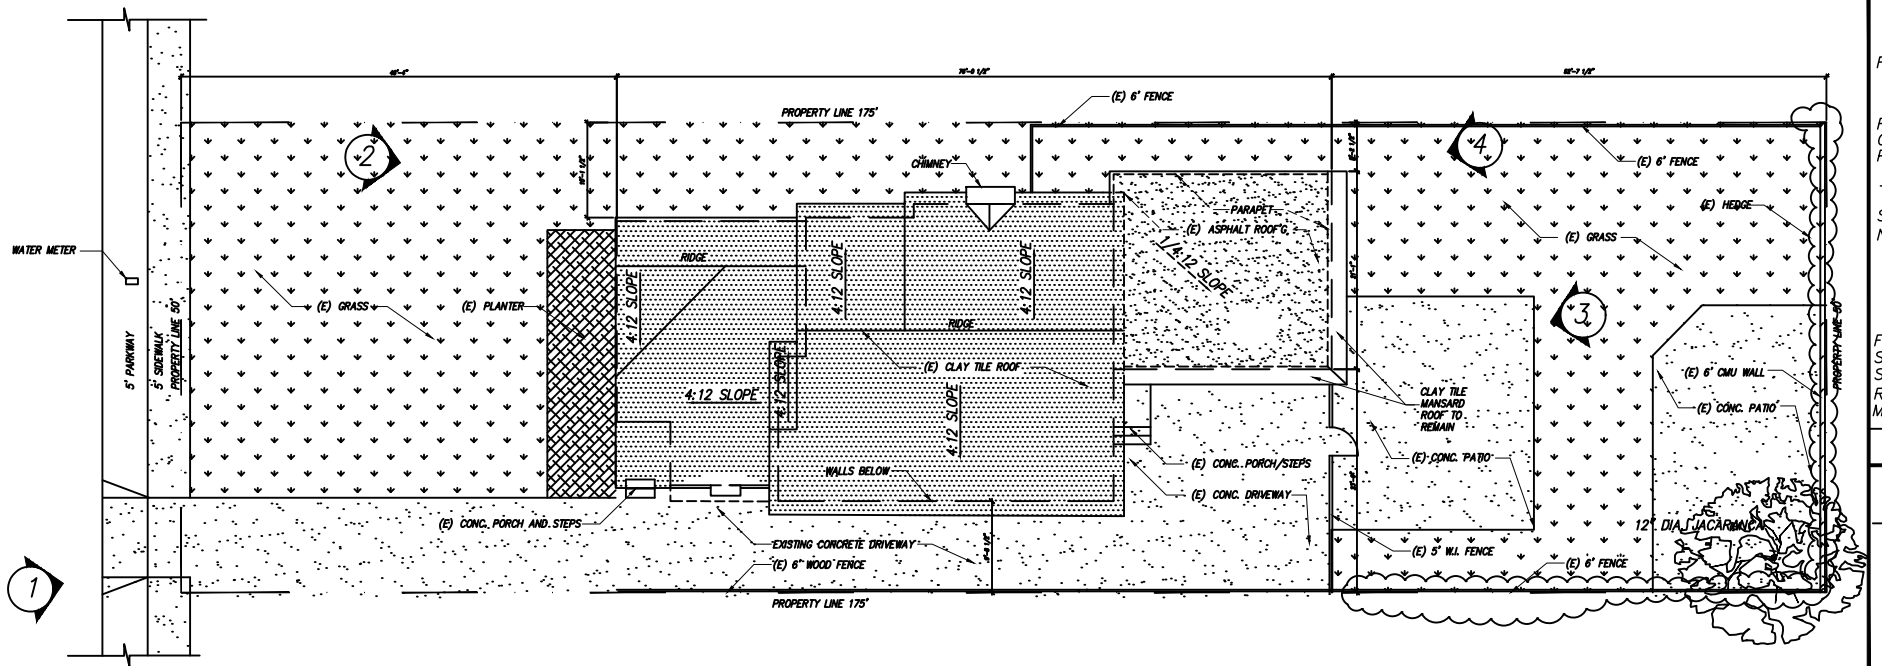 PROPERTY LINE 175'
(E) 6' FENCE
2
4
CHIMNEY
(E) 6' FENCE
PARAPET
(E) HEDGE
(E) ASPHALT ROOF'G,
(E) GRASS
WATER METER
RIDGE
1/4:12 SLOPE
4:12 SLOPE
4:12 SLOPE
4:12 SLOPE
(E) GRASS
(E) PLANTER
3
RIDGE
5' PARKWAY
5' SIDEWALK
PROPERTY LINE 50'
PROPERTY LINE 50'
(E) CLAY TILE ROOF
(E) 6' CMU WALL
4:12 SLOPE
4:12 SLOPE
4:12 SLOPE
CLAY TILE
MANSARD
ROOF TO
REMAIN
(E) CONC. PATIO
(E) CONC. PATIO
WALLS BELOW
(E) CONC. PORCH/STEPS
(E) CONC. DRIVEWAY
(E) CONC. PORCH AND STEPS
12" DIA. JACARANDA
EXISTING CONCRETE DRIVEWAY
(E) 5' W.I. FENCE
(E) 6' WOOD FENCE
(E) 6' FENCE
1
PROPERTY LINE 175'